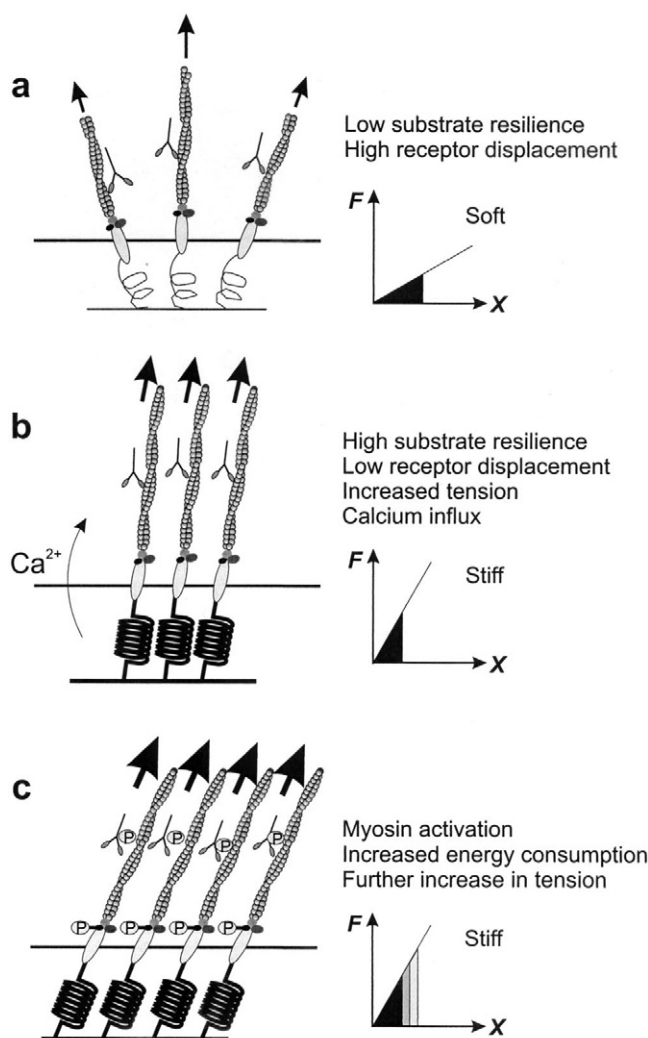 a
Low substrate resilience
High receptor displacement
F
Soft
X
b
High substrate resilience
Low receptor displacement
Increased tension
Calcium influx
Ca2+
F
Stiff
X
c
Myosin activation
Increased energy consumption
Further increase in tension
P P P P
P P P P
F
Stiff
X